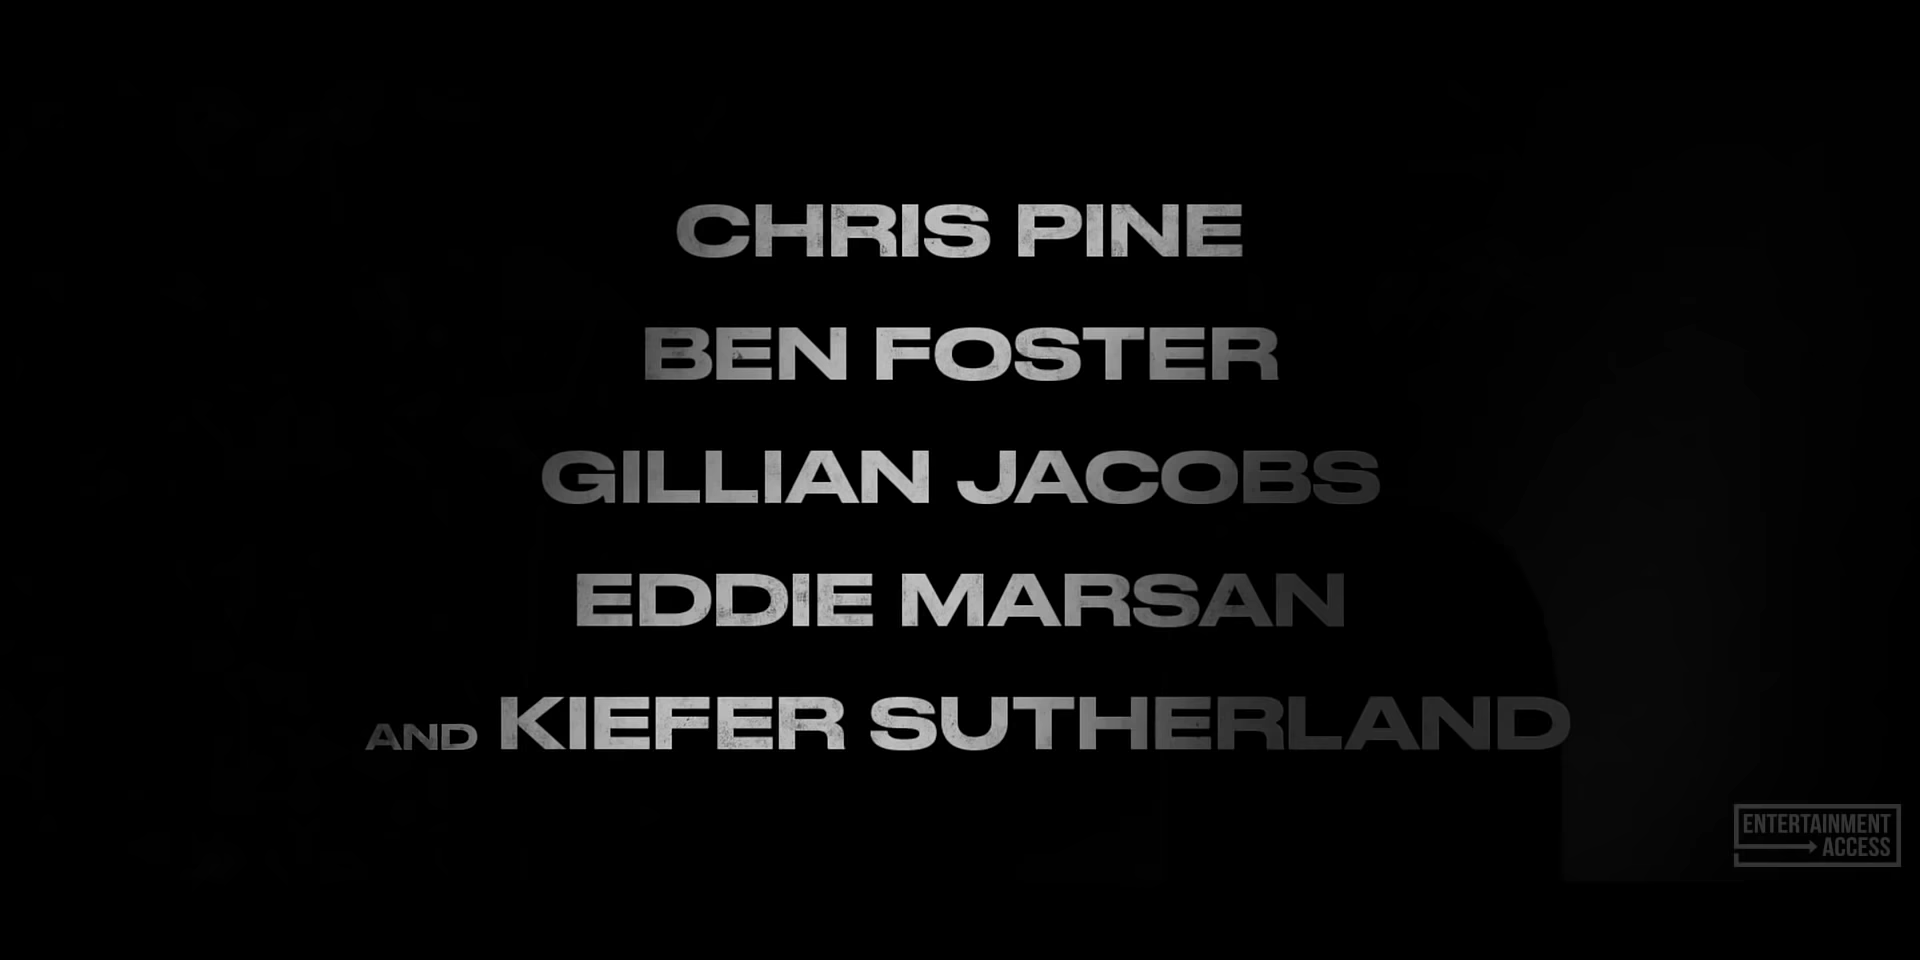 CHRIS PINE
BEN FOSTER
GILLIAN JACOBS
EDDIE MARSAN
AND KIEFER SUTHERLAND
ENTERTAINMENT
ACCESS